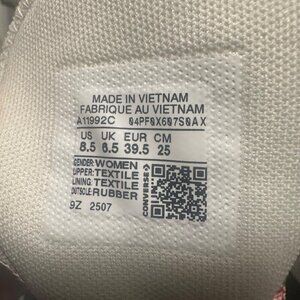 MADE IN VIETNAM
FABRIQUE AU VIETNAM
A11992C 04PF0X607S0AX
US UK EUR CM
8.5 6.5 39.5 25
GENDER: WOMEN
UPPER: TEXTILE
LINING: TEXTILE
OUTSOLE: RUBBER
CONVERSE
9Z 2507